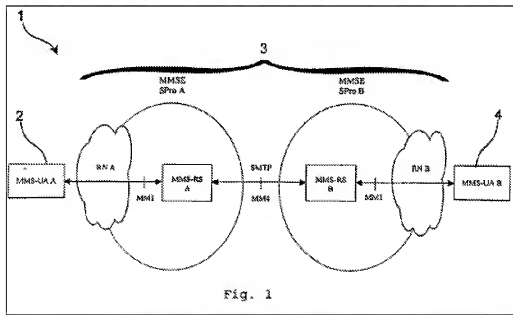 1
3
MMSE
SPro A
MMSE
SPro B
2
4
MMS-UA A
RN A
MM1
MMS-RS
A
SMTP
MM4
MMS-RS
B
MM1
RN B
MMS-UA B
Fig. 1